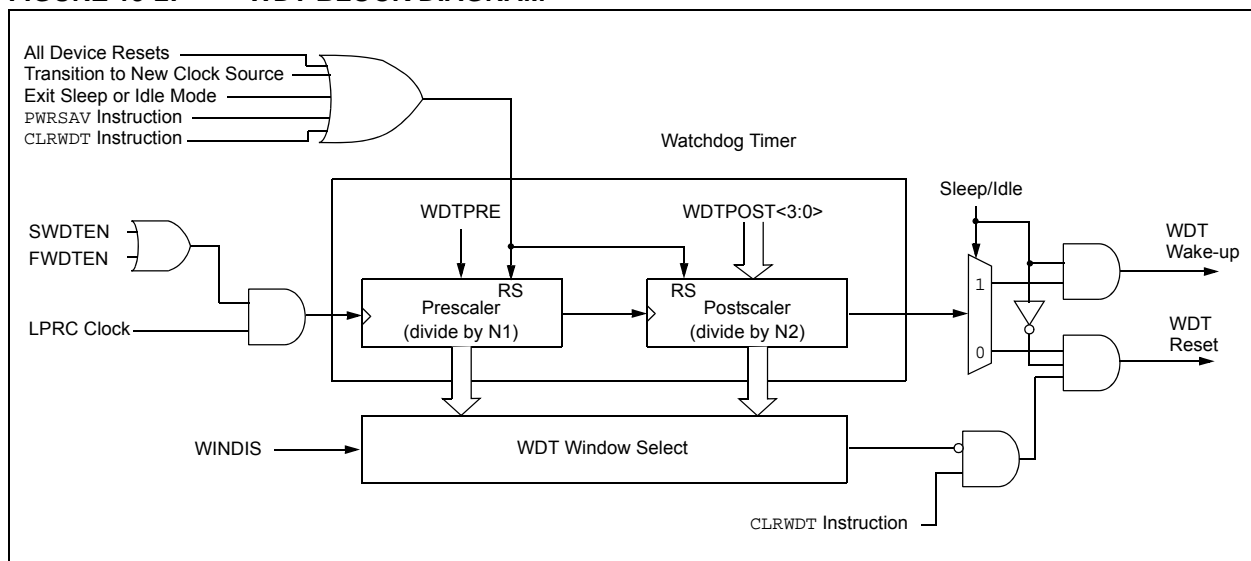 All Device Resets
Transition to New Clock Source
Exit Sleep or Idle Mode
PWRSAV Instruction
CLRWDT Instruction
Watchdog Timer
Sleep/Idle
WDTPRE
WDTPOST<3:0>
SWDTEN
FWDTEN
WDT
Wake-up
RS
RS
1
Prescaler
(divide by N1)
Postscaler
(divide by N2)
LPRC Clock
WDT
Reset
0
WINDIS
WDT Window Select
CLRWDT Instruction